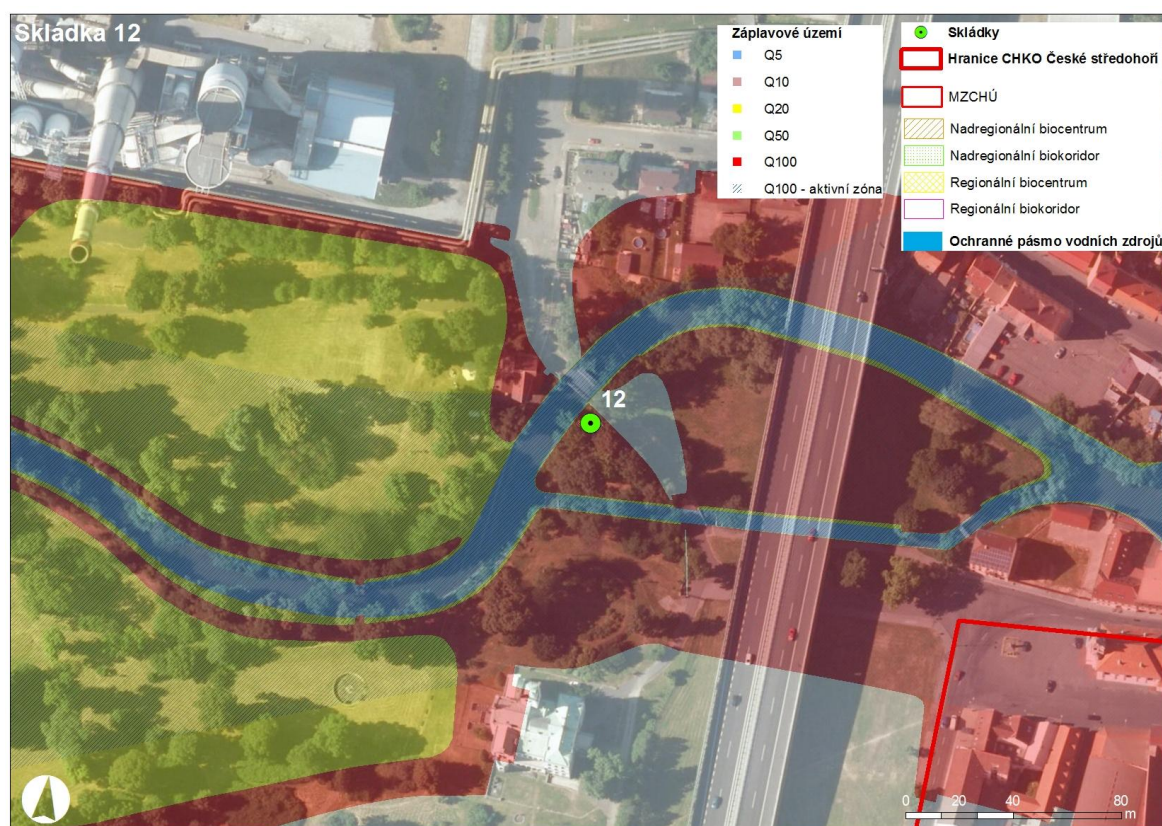 Skládka 12
Záplavové území
Q5
Q10
Q20
Q50
Q100
Q100 - aktivní zóna
Skládky
Hranice CHKO České středohoří
MZCHÚ
Nadregionální biocentrum
Nadregionální biokoridor
Regionální biocentrum
Regionální biokoridor
Ochranné pásmo vodních zdrojů
12
0 20 40 80
m